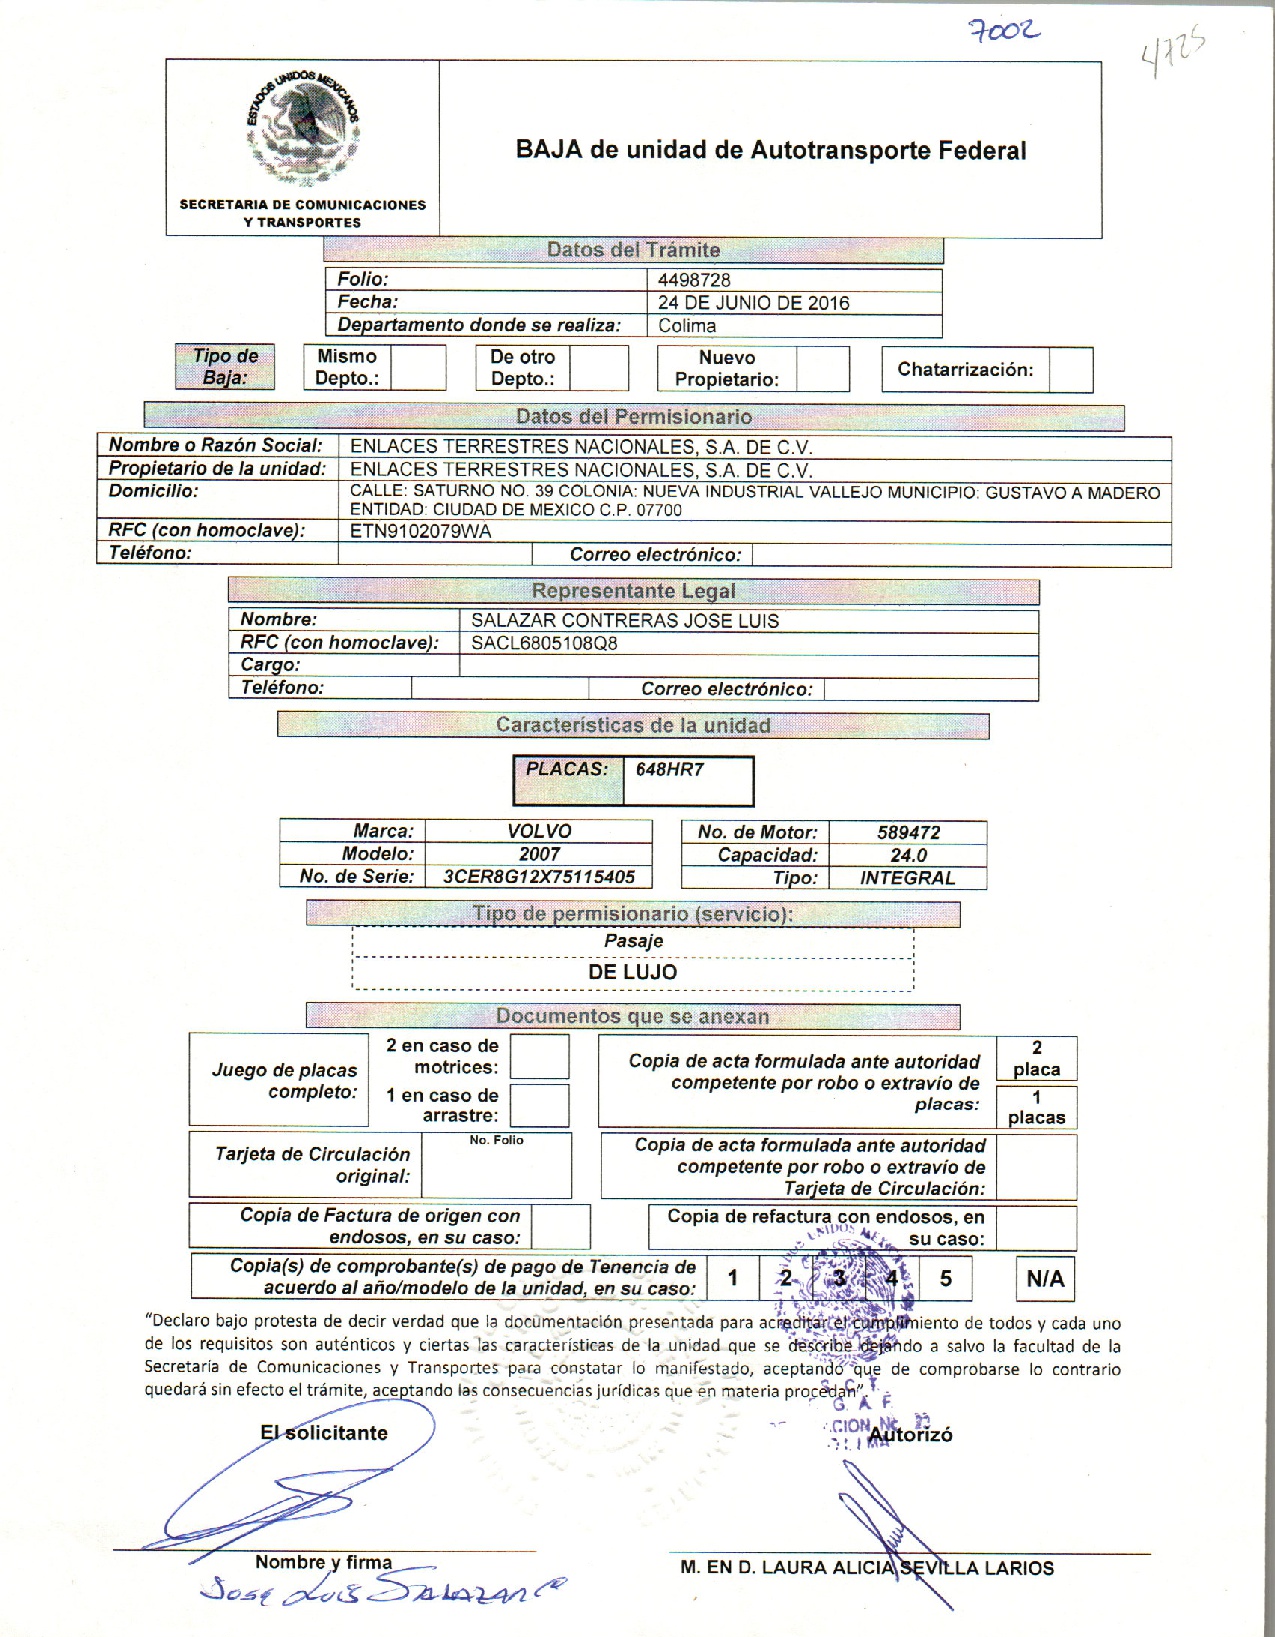 7002
4725
ESTADOS UNIDOS MEXICANOS
SECRETARIA DE COMUNICACIONES
Y TRANSPORTES
BAJA de unidad de Autotransporte Federal
Datos del Trámite
Folio: 4498728
Fecha: 24 DE JUNIO DE 2016
Departamento donde se realiza: Colima
Tipo de Baja: Mismo Depto.: De otro Depto.: Nuevo Propietario: Chatarrización:
Datos del Permisionario
Nombre o Razón Social: ENLACES TERRESTRES NACIONALES, S.A. DE C.V.
Propietario de la unidad: ENLACES TERRESTRES NACIONALES, S.A. DE C.V.
Domicilio: CALLE: SATURNO NO. 39 COLONIA: NUEVA INDUSTRIAL VALLEJO MUNICIPIO: GUSTAVO A MADERO
ENTIDAD: CIUDAD DE MEXICO C.P. 07700
RFC (con homoclave): ETN9102079WA
Teléfono: Correo electrónico:
Representante Legal
Nombre: SALAZAR CONTRERAS JOSE LUIS
RFC (con homoclave): SACL6805108Q8
Cargo:
Teléfono: Correo electrónico:
Características de la unidad
PLACAS: 648HR7
Marca: VOLVO No. de Motor: 589472
Modelo: 2007 Capacidad: 24.0
No. de Serie: 3CER8G12X75115405 Tipo: INTEGRAL
Tipo de permisionario (servicio):
Pasaje
DE LUJO
Documentos que se anexan
Juego de placas completo: 2 en caso de motrices:
1 en caso de arrastre:
Copia de acta formulada ante autoridad competente por robo o extravío de placas: 2 placa
1 placas
Tarjeta de Circulación original: No. Folio
Copia de acta formulada ante autoridad competente por robo o extravío de Tarjeta de Circulación:
Copia de Factura de origen con endosos, en su caso:
Copia de refactura con endosos, en su caso:
Copia(s) de comprobante(s) de pago de Tenencia de acuerdo al año/modelo de la unidad, en su caso: 1 2 3 4 5 N/A
“Declaro bajo protesta de decir verdad que la documentación presentada para acreditar el cumplimiento de todos y cada uno
de los requisitos son auténticos y ciertas las características de la unidad que se describe dejando a salvo la facultad de la
Secretaría de Comunicaciones y Transportes para constatar lo manifestado, aceptando que de comprobarse lo contrario
quedará sin efecto el trámite, aceptando las consecuencias jurídicas que en materia procedan”.
El solicitante
Autorizó
Nombre y firma
M. EN D. LAURA ALICIA SEVILLA LARIOS
Jose Luis Salazar C